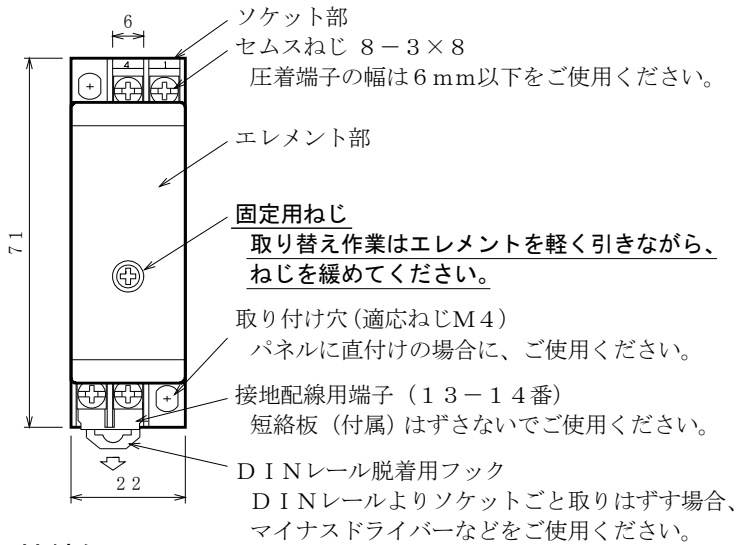 6
ソケット部
セムスねじ 8-3×8
圧着端子の幅は6mm以下をご使用ください。
4 1
エレメント部
固定用ねじ
取り替え作業はエレメントを軽く引きながら、
ねじを緩めてください。
71
取り付け穴(適応ねじM4)
パネルに直付けの場合に、ご使用ください。
接地配線用端子(13-14番)
短絡板(付属)はずさないでご使用ください。
DINレール脱着用フック
22
DINレールよりソケットごと取りはずす場合、
マイナスドライバーなどをご使用ください。